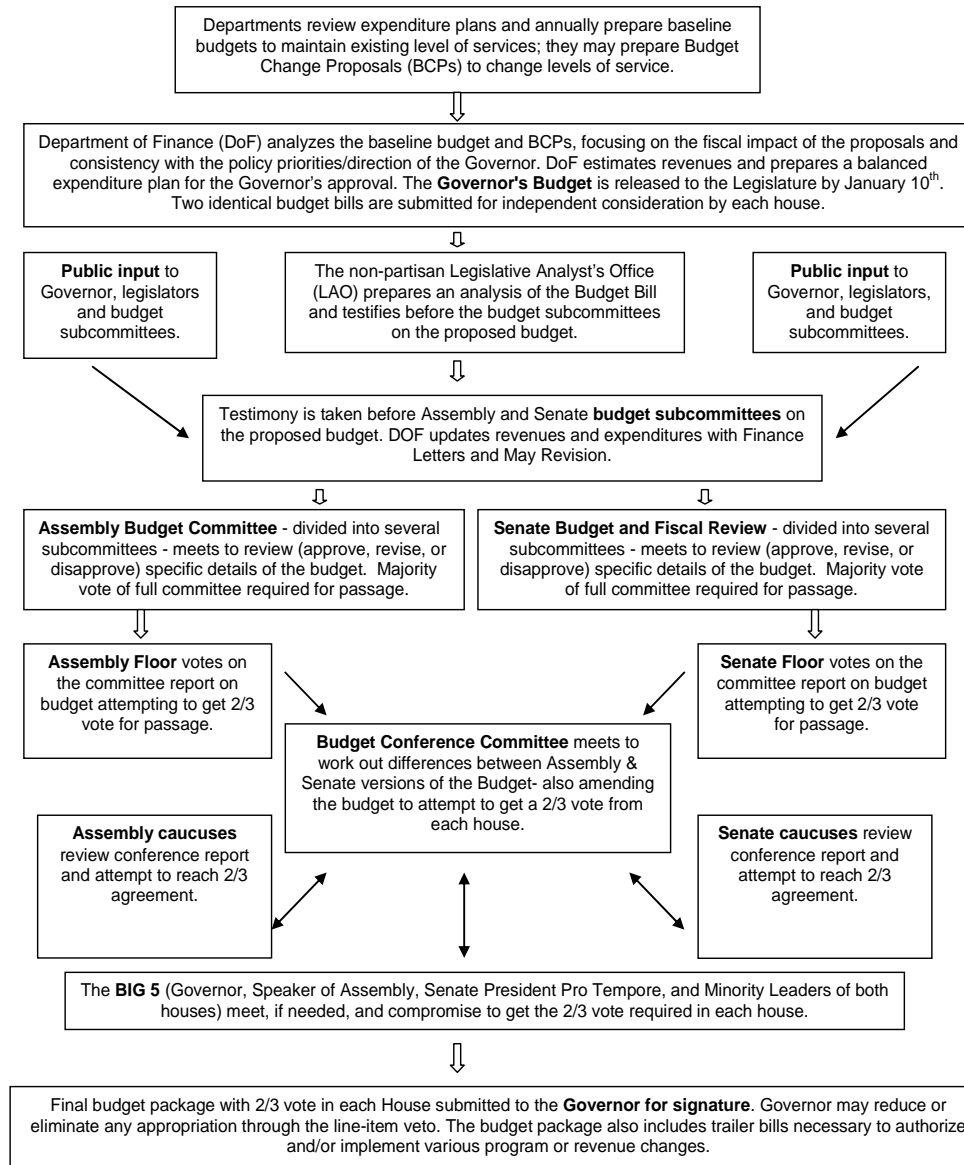 Departments review expenditure plans and annually prepare baseline
budgets to maintain existing level of services; they may prepare Budget
Change Proposals (BCPs) to change levels of service.
Department of Finance (DoF) analyzes the baseline budget and BCPs, focusing on the fiscal impact of the proposals and
consistency with the policy priorities/direction of the Governor. DoF estimates revenues and prepares a balanced
expenditure plan for the Governor's approval. The Governor's Budget is released to the Legislature by January 10th.
Two identical budget bills are submitted for independent consideration by each house.
Public input to
Governor, legislators
and budget
subcommittees.
The non-partisan Legislative Analyst's Office
(LAO) prepares an analysis of the Budget Bill
and testifies before the budget subcommittees
on the proposed budget.
Public input to
Governor, legislators,
and budget
subcommittees.
Testimony is taken before Assembly and Senate budget subcommittees on
the proposed budget. DOF updates revenues and expenditures with Finance
Letters and May Revision.
Assembly Budget Committee - divided into several
subcommittees - meets to review (approve, revise, or
disapprove) specific details of the budget. Majority
vote of full committee required for passage.
Senate Budget and Fiscal Review - divided into several
subcommittees - meets to review (approve, revise, or
disapprove) specific details of the budget. Majority vote
of full committee required for passage.
Assembly Floor votes on
the committee report on
budget attempting to get 2/3
vote for passage.
Senate Floor votes on the
committee report on budget
attempting to get 2/3 vote
for passage.
Budget Conference Committee meets to
work out differences between Assembly &
Senate versions of the Budget- also amending
the budget to attempt to get a 2/3 vote from
each house.
Assembly caucuses
review conference report
and attempt to reach 2/3
agreement.
Senate caucuses review
conference report and
attempt to reach 2/3
agreement.
The BIG 5 (Governor, Speaker of Assembly, Senate President Pro Tempore, and Minority Leaders of both
houses) meet, if needed, and compromise to get the 2/3 vote required in each house.
Final budget package with 2/3 vote in each House submitted to the Governor for signature. Governor may reduce or
eliminate any appropriation through the line-item veto. The budget package also includes trailer bills necessary to authorize
and/or implement various program or revenue changes.